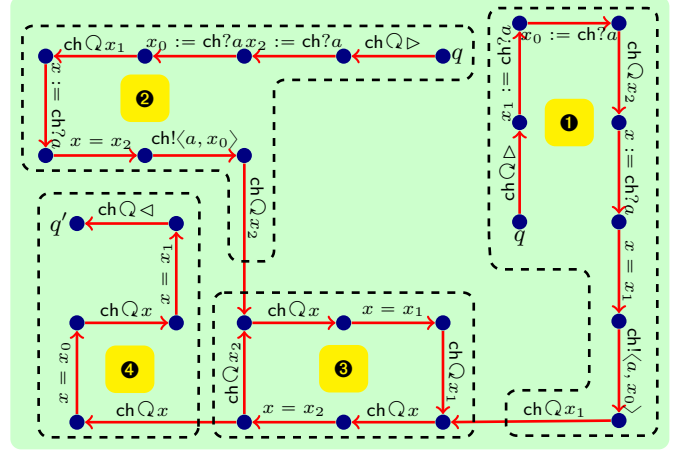 ch↻x₁
x₀ := ch?a
x₂ := ch?a
ch↻▷
q
x := ch?a
❷
x = x₂
ch!⟨a, x₀⟩
ch↻x₂
q
ch↻▷
x₁ := ch?a
x₀ := ch?a
ch↻x₂
❶
x := ch?a
x = x₁
ch!⟨a, x₀⟩
ch↻x₁
q′
ch↻◁
x = x₁
ch↻x
x = x₀
❹
ch↻x
ch↻x
x = x₁
ch↻x₂
❸
ch↻x₁
x = x₂
ch↻x